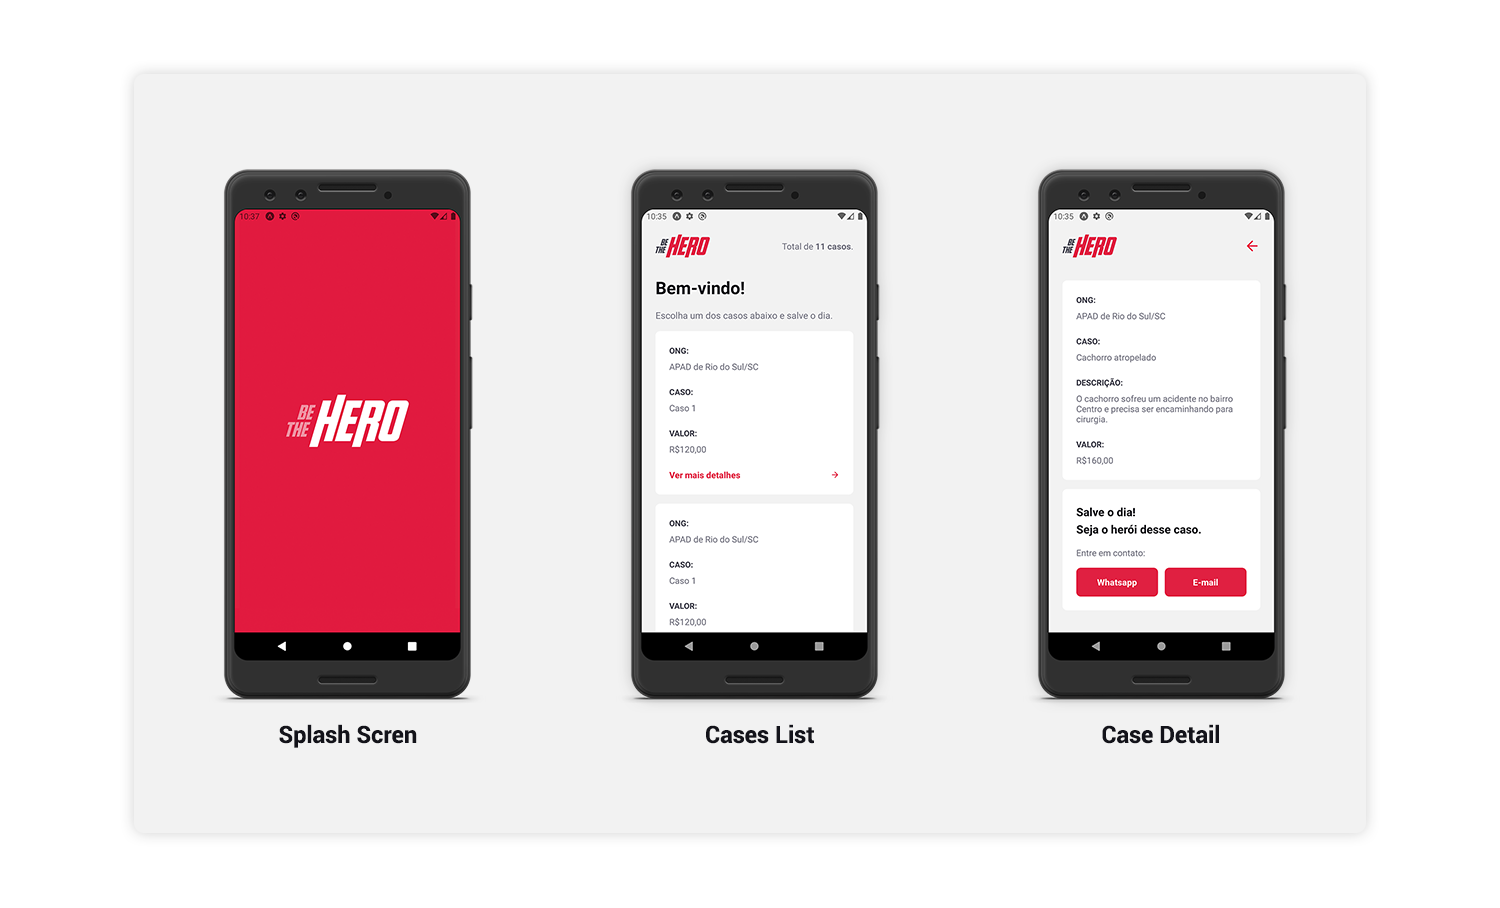 10:37
BE
THE
HERO
Splash Scren
10:35
BE
THE
HERO
Total de 11 casos.
Bem-vindo!
Escolha um dos casos abaixo e salve o dia.
ONG:
APAD de Rio do Sul/SC
CASO:
Caso 1
VALOR:
R$120,00
Ver mais detalhes
ONG:
APAD de Rio do Sul/SC
CASO:
Caso 1
VALOR:
R$120,00
Cases List
10:35
BE
THE
HERO
ONG:
APAD de Rio do Sul/SC
CASO:
Cachorro atropelado
DESCRIÇÃO:
O cachorro sofreu um acidente no bairro
Centro e precisa ser encaminhando para
cirurgia.
VALOR:
R$160,00
Salve o dia!
Seja o herói desse caso.
Entre em contato:
Whatsapp
E-mail
Case Detail